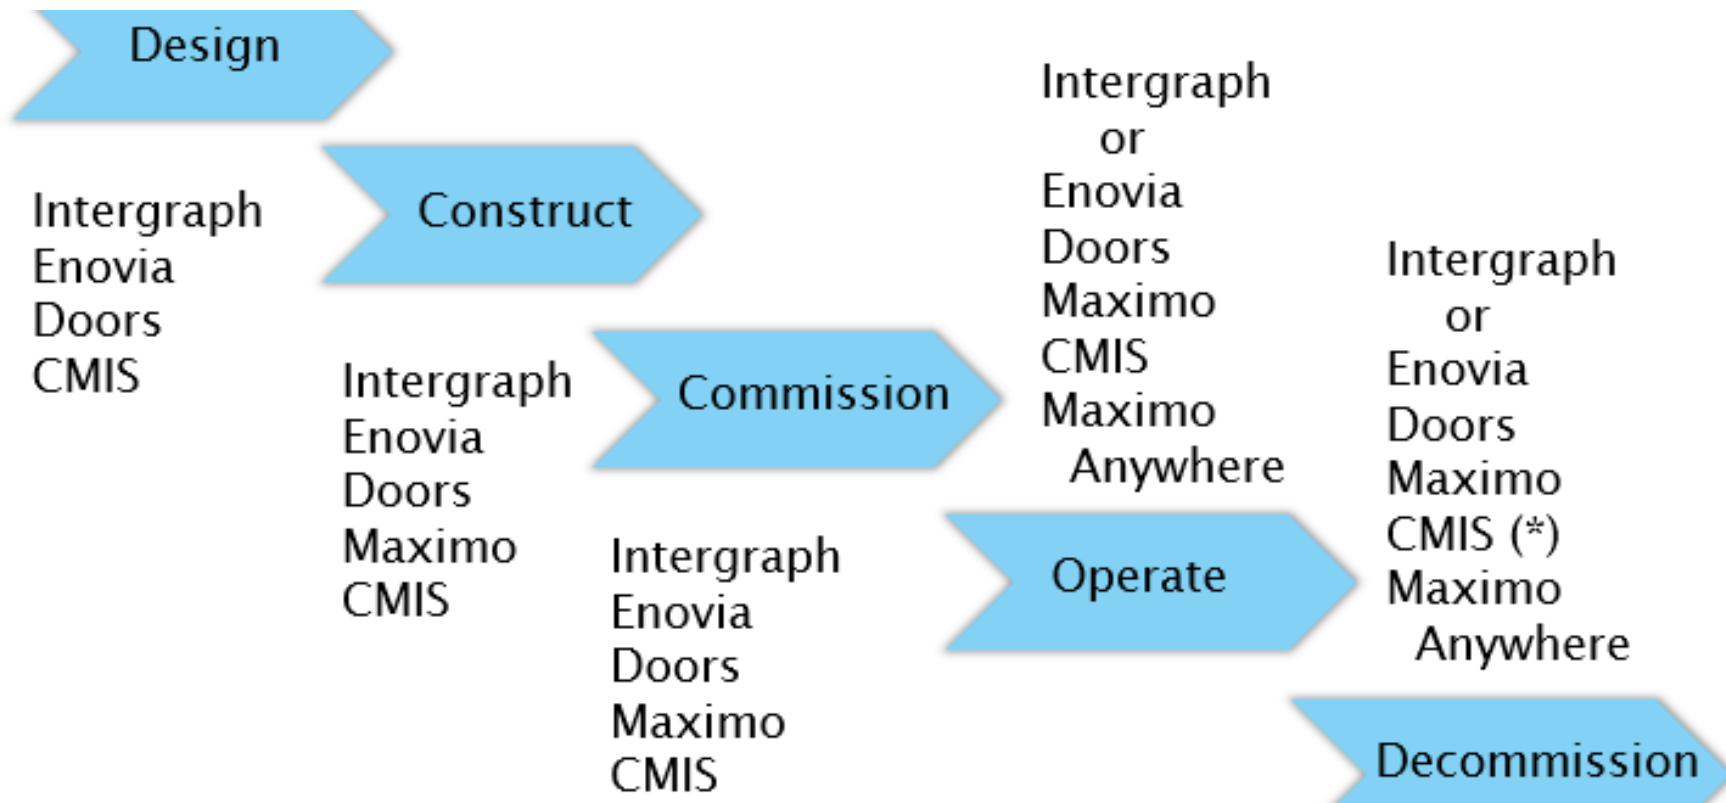 Design
Intergraph
Enovia
Doors
CMIS
Construct
Intergraph
Enovia
Doors
Maximo
CMIS
Commission
Intergraph
Enovia
Doors
Maximo
CMIS
Intergraph
or
Enovia
Doors
Maximo
CMIS
Maximo
Anywhere
Operate
Intergraph
or
Enovia
Doors
Maximo
CMIS (*)
Maximo
Anywhere
Decommission